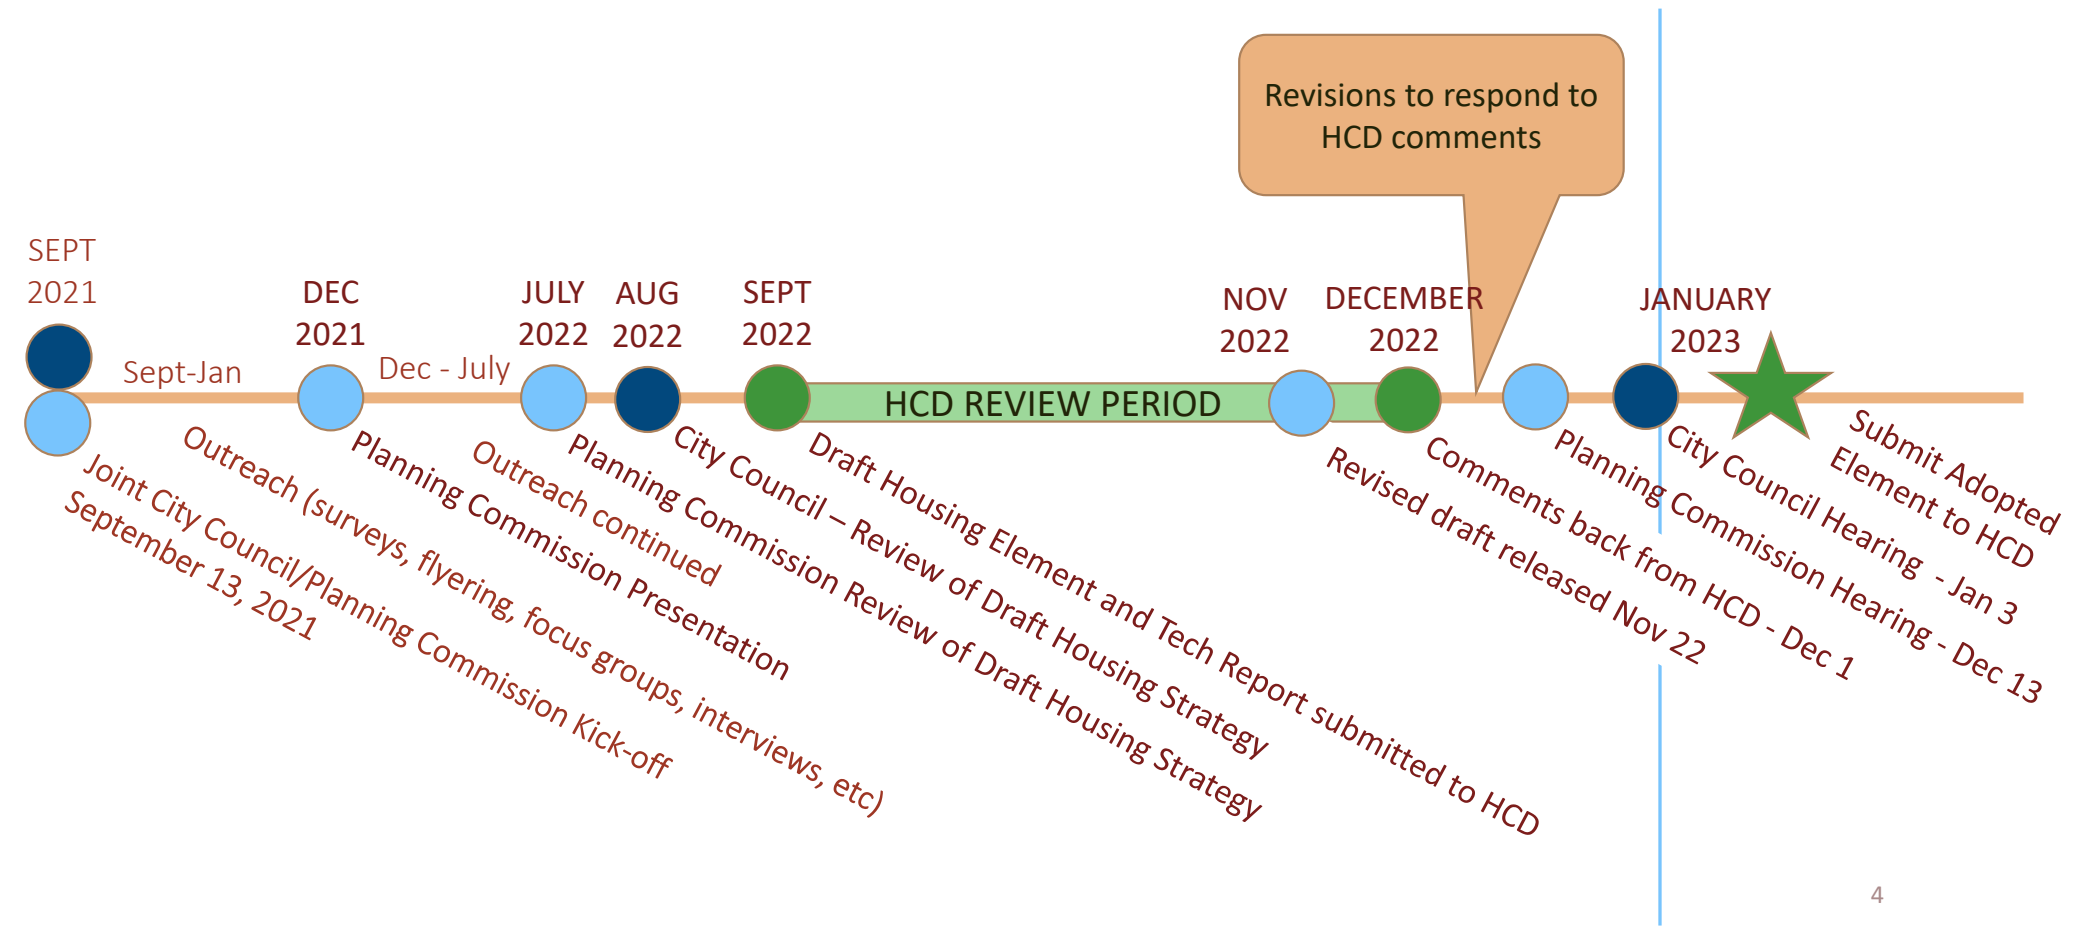 Revisions to respond to
HCD comments
SEPT
2021
DEC
2021
JULY
2022
AUG
2022
SEPT
2022
NOV
2022
DECEMBER
2022
JANUARY
2023
Sept-Jan
Dec - July
HCD REVIEW PERIOD
Joint City Council/Planning Commission Kick-off
September 13, 2021
Outreach (surveys, flyering, focus groups, interviews, etc)
Planning Commission Presentation
Outreach continued
Planning Commission Review of Draft Housing Strategy
City Council – Review of Draft Housing Strategy
Draft Housing Element and Tech Report submitted to HCD
Revised draft released Nov 22
Comments back from HCD - Dec 1
Planning Commission Hearing - Dec 13
City Council Hearing - Jan 3
Submit Adopted
Element to HCD
4